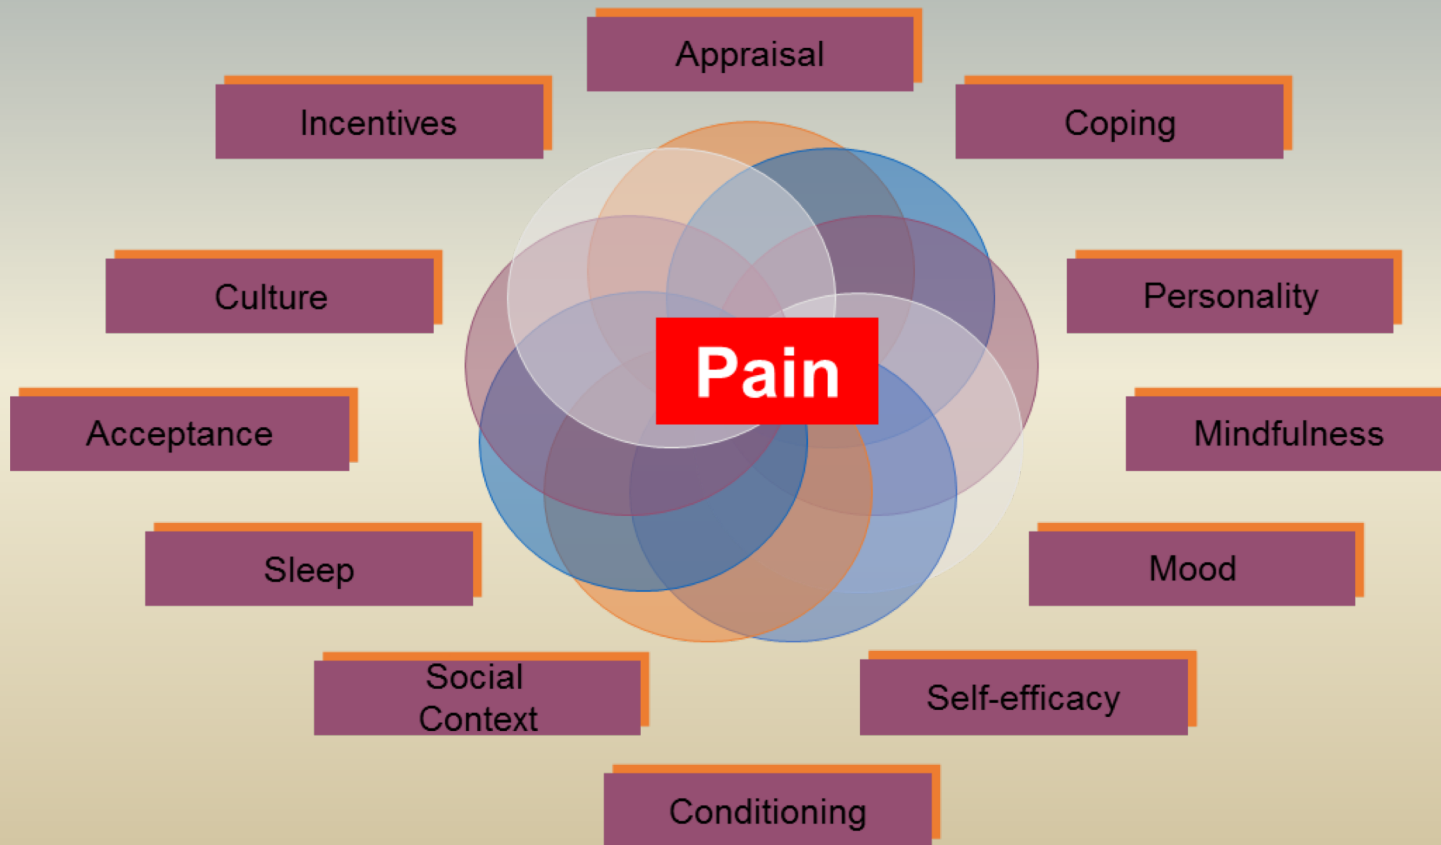 Appraisal
Incentives
Coping
Culture
Personality
Pain
Acceptance
Mindfulness
Sleep
Mood
Social
Context
Self-efficacy
Conditioning